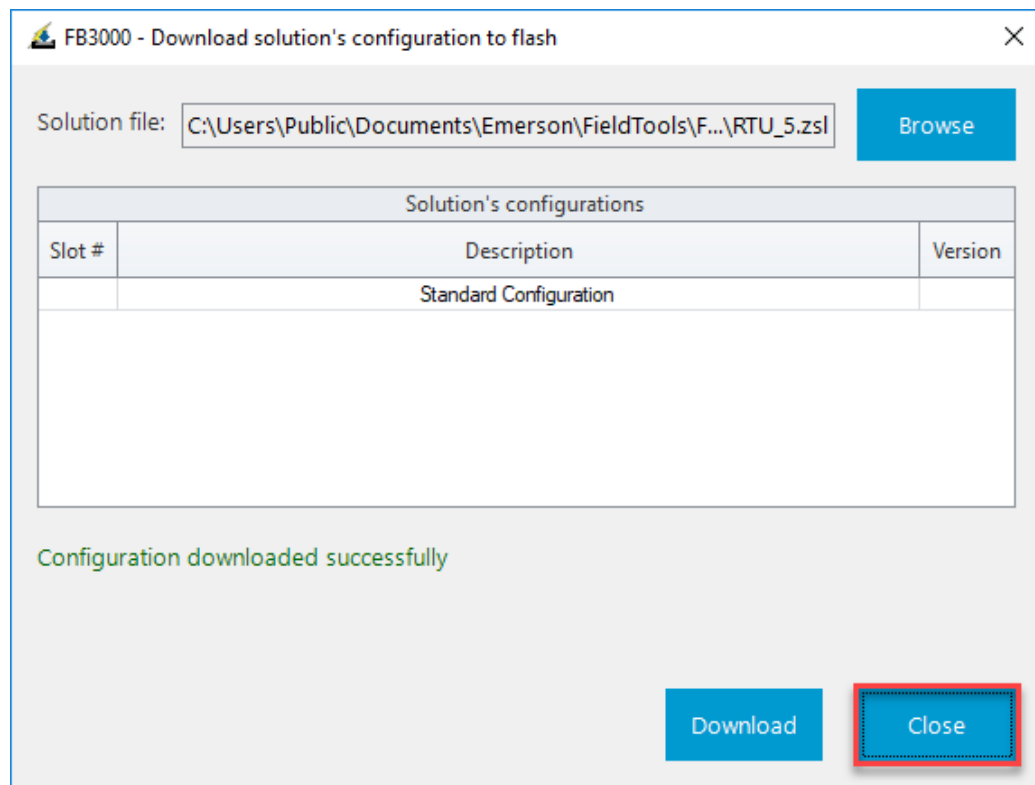 FB3000 - Download solution's configuration to flash
Solution file: C:\Users\Public\Documents\Emerson\FieldTools\F...\RTU_5.zsl Browse
Solution's configurations
Slot # Description Version
Standard Configuration
Configuration downloaded successfully
Download Close